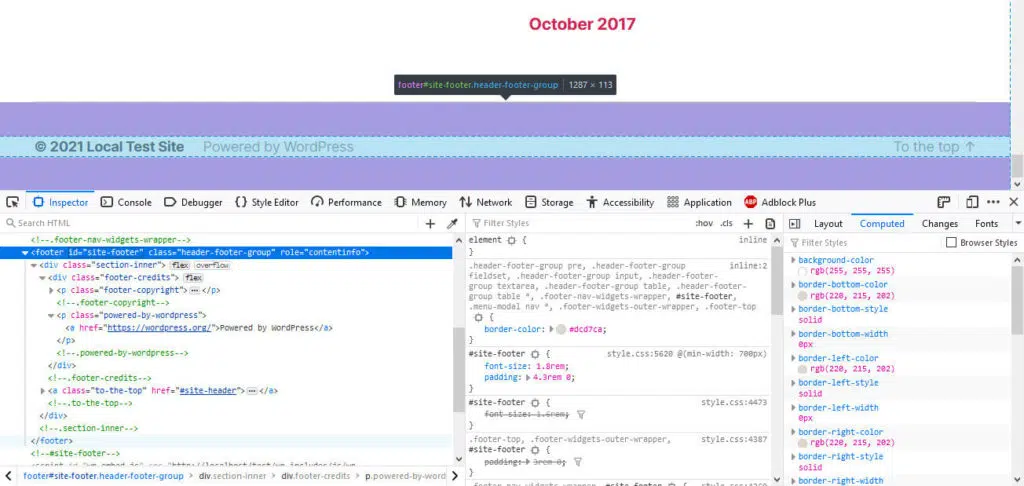 October 2017
footer#site-footer.header-footer-group 1287 × 113
© 2021 Local Test Site Powered by WordPress To the top ↑
Inspector Console Debugger Style Editor Performance Memory Network Storage Accessibility Application Adblock Plus
Search HTML
<!--.footer-nav-widgets-wrapper-->
<footer id="site-footer" class="header-footer-group" role="contentinfo">
<div class="section-inner"> flex overflow
<div class="footer-credits"> flex
<p class="footer-copyright"> ••• </p>
<!--.footer-copyright-->
<p class="powered-by-wordpress">
<a href="https://wordpress.org/">Powered by WordPress</a>
</p>
<!--.powered-by-wordpress-->
</div>
<!--.footer-credits-->
<a class="to-the-top" href="#site-header"> ••• </a>
<!--.to-the-top-->
</div>
<!--.section-inner-->
</footer>
<!--#site-footer-->
footer#site-footer.header-footer-group > div.section-inner > div.footer-credits > p.powered-by-word
Filter Styles :hov .cls
element { inline
}
.header-footer-group pre, .header-footer-group inline:2
fieldset, .header-footer-group input, .header-footer-
group textarea, .header-footer-group table, .header-footer-
group table *, .footer-nav-widgets-wrapper, #site-footer,
.menu-modal nav *, .footer-widgets-outer-wrapper, .footer-top
{
border-color: #dcd7ca;
}
#site-footer { style.css:5620 @(min-width: 700px)
font-size: 1.8rem;
padding: 4.3rem 0;
}
#site-footer { style.css:4473
font-size: 1.6rem;
}
.footer-top, .footer-widgets-outer-wrapper, style.css:4387
#site-footer {
padding: 3rem 0;
}
Layout Computed Changes Fonts
Filter Styles Browser Styles
background-color
rgb(255, 255, 255)
border-bottom-color
rgb(220, 215, 202)
border-bottom-style
solid
border-bottom-width
0px
border-left-color
rgb(220, 215, 202)
border-left-style
solid
border-left-width
0px
border-right-color
rgb(220, 215, 202)
border-right-style
solid
border-right-width